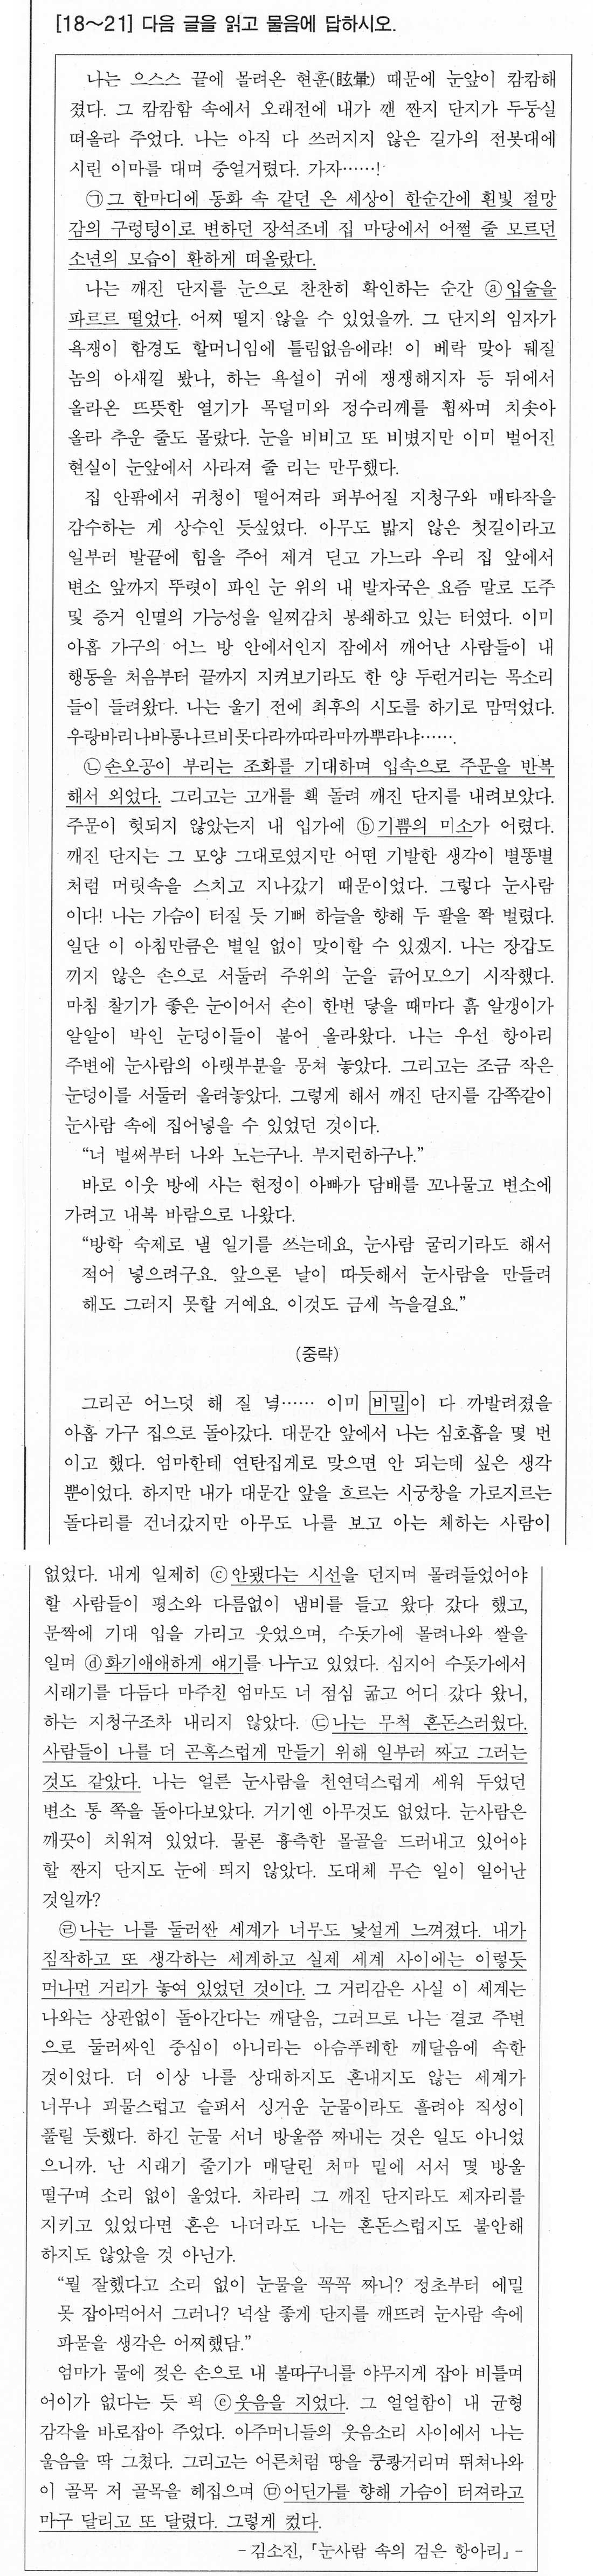 [18～21] 다음 글을 읽고 물음에 답하시오.
나는 으스스 끝에 몰려온 현훈(眩暈) 때문에 눈앞이 캄캄해
졌다. 그 캄캄함 속에서 오래전에 내가 깬 짠지 단지가 두둥실
떠올라 주었다. 나는 아직 다 쓰러지지 않은 길가의 전봇대에
시린 이마를 대며 중얼거렸다. 가자……!
㉠그 한마디에 동화 속 같던 온 세상이 한순간에 흰빛 절망
감의 구렁텅이로 변하던 장석조네 집 마당에서 어쩔 줄 모르던
소년의 모습이 환하게 떠올랐다.
나는 깨진 단지를 눈으로 찬찬히 확인하는 순간 ⓐ입술을
파르르 떨었다. 어찌 떨지 않을 수 있었을까. 그 단지의 임자가
욕쟁이 함경도 할머니임에 틀림없음에랴! 이 베락 맞아 뒈질
놈의 아새낄 봤나, 하는 욕설이 귀에 쟁쟁해지자 등 뒤에서
올라온 뜨뜻한 열기가 목덜미와 정수리께를 휩싸며 치솟아
올라 추운 줄도 몰랐다. 눈을 비비고 또 비볐지만 이미 벌어진
현실이 눈앞에서 사라져 줄 리는 만무했다.
집 안팎에서 귀청이 떨어져라 퍼부어질 지청구와 매타작을
감수하는 게 상수인 듯싶었다. 아무도 밟지 않은 첫길이라고
일부러 발끝에 힘을 주어 제겨 딛고 가느라 우리 집 앞에서
변소 앞까지 뚜렷이 파인 눈 위의 내 발자국은 요즘 말로 도주
및 증거 인멸의 가능성을 일찌감치 봉쇄하고 있는 터였다. 이미
아홉 가구의 어느 방 안에서인지 잠에서 깨어난 사람들이 내
행동을 처음부터 끝까지 지켜보기라도 한 양 두런거리는 목소리
들이 들려왔다. 나는 울기 전에 최후의 시도를 하기로 맘먹었다.
우랑바리나바롱나르비못다라까따라마까뿌라냐…….
㉡손오공이 부리는 조화를 기대하며 입속으로 주문을 반복
해서 외었다. 그리고는 고개를 홱 돌려 깨진 단지를 내려보았다.
주문이 헛되지 않았는지 내 입가에 ⓑ기쁨의 미소가 어렸다.
깨진 단지는 그 모양 그대로였지만 어떤 기발한 생각이 별똥별
처럼 머릿속을 스치고 지나갔기 때문이었다. 그렇다 눈사람
이다! 나는 가슴이 터질 듯 기뻐 하늘을 향해 두 팔을 쫙 벌렸다.
일단 이 아침만큼은 별일 없이 맞이할 수 있겠지. 나는 장갑도
끼지 않은 손으로 서둘러 주위의 눈을 긁어모으기 시작했다.
마침 찰기가 좋은 눈이어서 손이 한번 닿을 때마다 흙 알갱이가
알알이 박인 눈덩이들이 붙어 올라왔다. 나는 우선 항아리
주변에 눈사람의 아랫부분을 뭉쳐 놓았다. 그리고는 조금 작은
눈덩이를 서둘러 올려놓았다. 그렇게 해서 깨진 단지를 감쪽같이
눈사람 속에 집어넣을 수 있었던 것이다.
“너 벌써부터 나와 노는구나. 부지런하구나.”
바로 이웃 방에 사는 현정이 아빠가 담배를 꼬나물고 변소에
가려고 내복 바람으로 나왔다.
“방학 숙제로 낼 일기를 쓰는데요, 눈사람 굴리기라도 해서
적어 넣으려구요. 앞으론 날이 따듯해서 눈사람을 만들려
해도 그러지 못할 거예요. 이것도 금세 녹을걸요.”
(중략)
그리곤 어느덧 해 질 녘…… 이미 비밀이 다 까발려졌을
아홉 가구 집으로 돌아갔다. 대문간 앞에서 나는 심호흡을 몇 번
이고 했다. 엄마한테 연탄집게로 맞으면 안 되는데 싶은 생각
뿐이었다. 하지만 내가 대문간 앞을 흐르는 시궁창을 가로지르는
돌다리를 건너갔지만 아무도 나를 보고 아는 체하는 사람이
없었다. 내게 일제히 ⓒ안됐다는 시선을 던지며 몰려들었어야
할 사람들이 평소와 다름없이 냄비를 들고 왔다 갔다 했고,
문짝에 기대 입을 가리고 웃었으며, 수돗가에 몰려나와 쌀을
일며 ⓓ화기애애하게 얘기를 나누고 있었다. 심지어 수돗가에서
시래기를 다듬다 마주친 엄마도 너 점심 굶고 어디 갔다 왔니,
하는 지청구조차 내리지 않았다. ㉢나는 무척 혼돈스러웠다.
사람들이 나를 더 곤혹스럽게 만들기 위해 일부러 짜고 그러는
것도 같았다. 나는 얼른 눈사람을 천연덕스럽게 세워 두었던
변소 통 쪽을 돌아다보았다. 거기엔 아무것도 없었다. 눈사람은
깨끗이 치워져 있었다. 물론 흉측한 몰골을 드러내고 있어야
할 짠지 단지도 눈에 띄지 않았다. 도대체 무슨 일이 일어난
것일까?
㉣나는 나를 둘러싼 세계가 너무도 낯설게 느껴졌다. 내가
짐작하고 또 생각하는 세계하고 실제 세계 사이에는 이렇듯
머나먼 거리가 놓여 있었던 것이다. 그 거리감은 사실 이 세계는
나와는 상관없이 돌아간다는 깨달음, 그러므로 나는 결코 주변
으로 둘러싸인 중심이 아니라는 아슴푸레한 깨달음에 속한
것이었다. 더 이상 나를 상대하지도 혼내지도 않는 세계가
너무나 괴물스럽고 슬퍼서 싱거운 눈물이라도 흘려야 직성이
풀릴 듯했다. 하긴 눈물 서너 방울쯤 짜내는 것은 일도 아니었
으니까. 난 시래기 줄기가 매달린 처마 밑에 서서 몇 방울
떨구며 소리 없이 울었다. 차라리 그 깨진 단지라도 제자리를
지키고 있었다면 혼은 나더라도 나는 혼돈스럽지도 불안해
하지도 않았을 것 아닌가.
“뭘 잘했다고 소리 없이 눈물을 꼭꼭 짜니? 정초부터 에밀
못 잡아먹어서 그러니? 넉살 좋게 단지를 깨뜨려 눈사람 속에
파묻을 생각은 어찌했담.”
엄마가 물에 젖은 손으로 내 볼따구니를 야무지게 잡아 비틀며
어이가 없다는 듯 픽 ⓔ웃음을 지었다. 그 얼얼함이 내 균형
감각을 바로잡아 주었다. 아주머니들의 웃음소리 사이에서 나는
울음을 딱 그쳤다. 그리고는 어른처럼 땅을 쿵쾅거리며 뛰쳐나와
이 골목 저 골목을 헤집으며 ㉤어딘가를 향해 가슴이 터져라고
마구 달리고 또 달렸다. 그렇게 컸다.
- 김소진, 「눈사람 속의 검은 항아리」 -